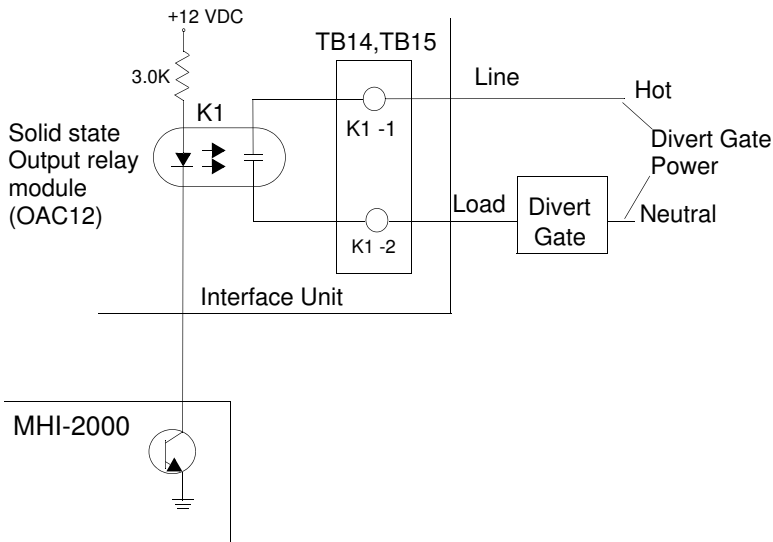 +12 VDC
TB14,TB15
3.0K
K1
Line
Hot
Solid state
Output relay
module
(OAC12)
K1 -1
Divert Gate
Power
Load
Divert
Gate
Neutral
K1 -2
Interface Unit
MHI-2000